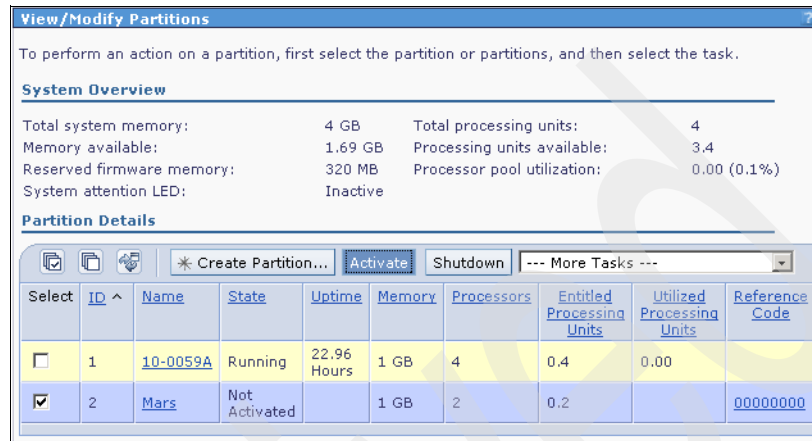 View/Modify Partitions ?
To perform an action on a partition, first select the partition or partitions, and then select the task.
System Overview
Total system memory: 4 GB Total processing units: 4
Memory available: 1.69 GB Processing units available: 3.4
Reserved firmware memory: 320 MB Processor pool utilization: 0.00 (0.1%)
System attention LED: Inactive
Partition Details
Create Partition... Activate Shutdown --- More Tasks ---
Select ID ^ Name State Uptime Memory Processors Entitled Processing Units Utilized Processing Units Reference Code
1 10-0059A Running 22.96 Hours 1 GB 4 0.4 0.00
2 Mars Not Activated 1 GB 2 0.2 00000000